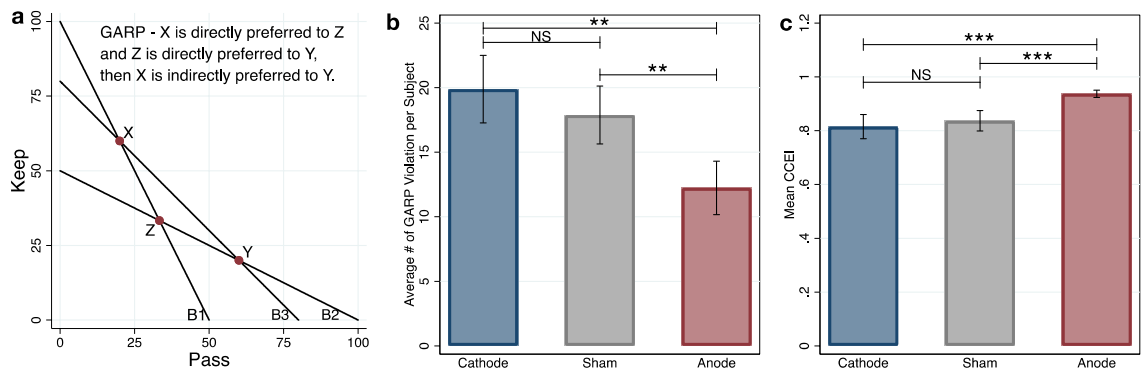 a
GARP - X is directly preferred to Z
and Z is directly preferred to Y,
then X is indirectly preferred to Y.
Keep
100
75
50
25
0
X
Z
Y
B1
B3
B2
0
25
50
75
100
Pass
b
Average # of GARP Violation per Subject
25
20
15
10
5
0
**
NS
**
Cathode
Sham
Anode
c
Mean CCEI
1
.8
.6
.4
.2
0
***
***
NS
Cathode
Sham
Anode